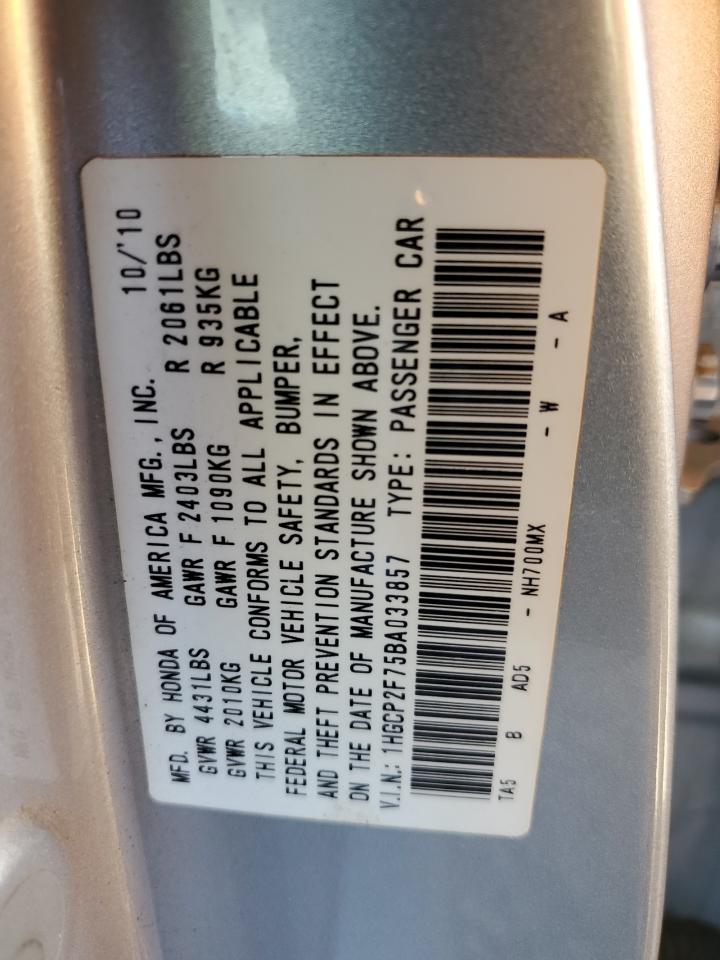 MFD. BY HONDA OF AMERICA MFG., INC. 10/'10
GVWR 4431LBS GAWR F 2403LBS R 2061LBS
GVWR 2010KG GAWR F 1090KG R 935KG
THIS VEHICLE CONFORMS TO ALL APPLICABLE
FEDERAL MOTOR VEHICLE SAFETY, BUMPER,
AND THEFT PREVENTION STANDARDS IN EFFECT
ON THE DATE OF MANUFACTURE SHOWN ABOVE.
V.I.N.: 1HGCP2F75BA033857 TYPE: PASSENGER CAR
TA5 B AD5 - NH700MX - W - A